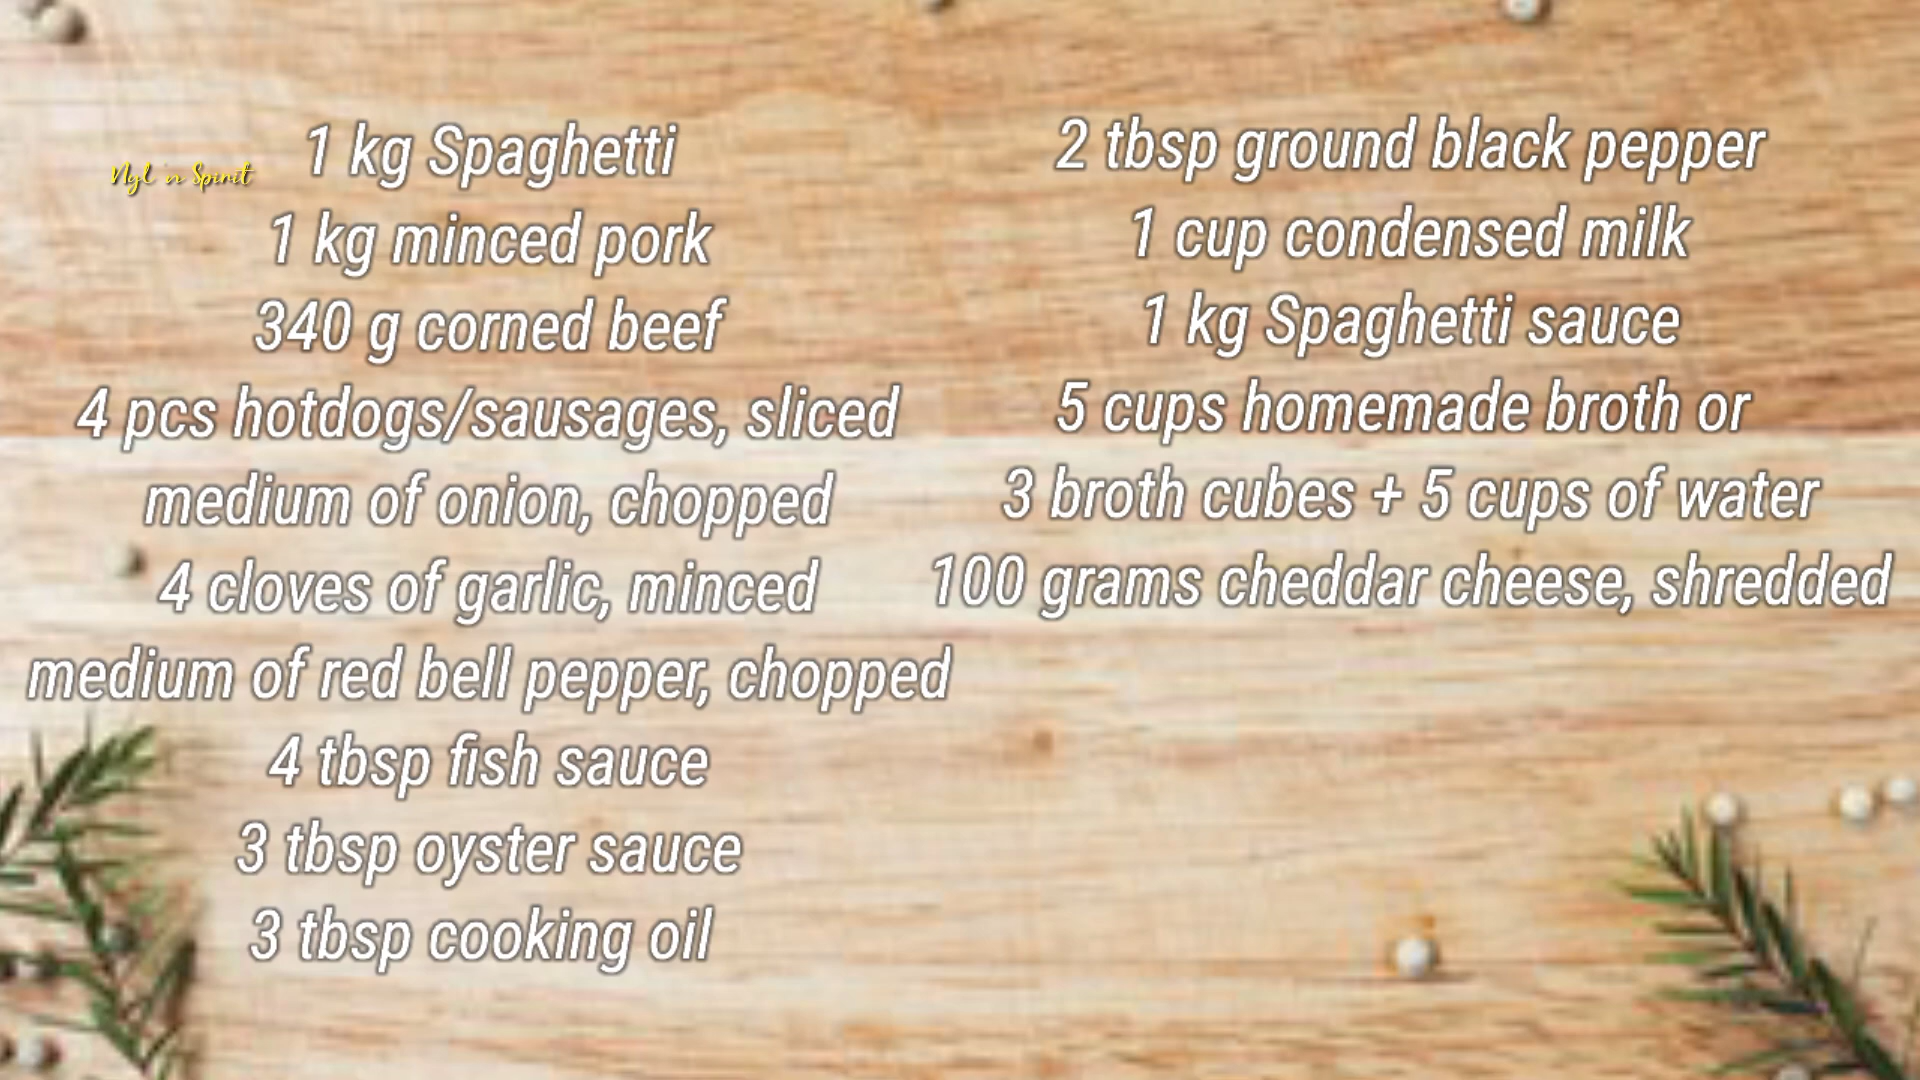 Nyl 'n Spirit
1 kg Spaghetti
1 kg minced pork
340 g corned beef
4 pcs hotdogs/sausages, sliced
medium of onion, chopped
4 cloves of garlic, minced
medium of red bell pepper, chopped
4 tbsp fish sauce
3 tbsp oyster sauce
3 tbsp cooking oil
2 tbsp ground black pepper
1 cup condensed milk
1 kg Spaghetti sauce
5 cups homemade broth or
3 broth cubes + 5 cups of water
100 grams cheddar cheese, shredded